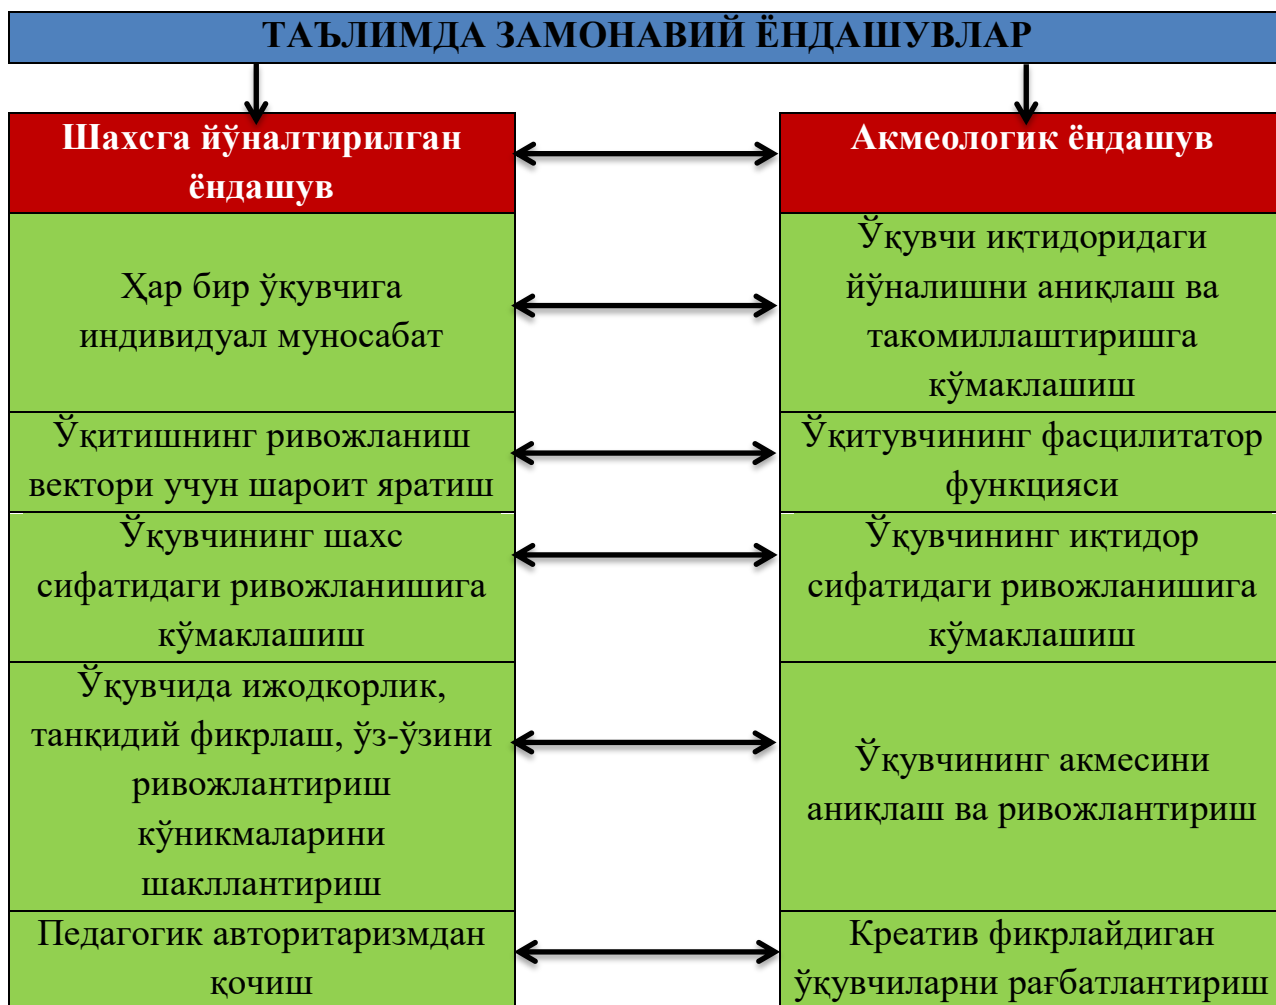 ТАЪЛИМДА ЗАМОНАВИЙ ЁНДАШУВЛАР
Шахсга йўналтирилган
ёндашув
Акмеологик ёндашув
Ҳар бир ўқувчига
индивидуал муносабат
Ўқувчи иқтидоридаги
йўналишни аниқлаш ва
такомиллаштиришга
кўмаклашиш
Ўқитишнинг ривожланиш
вектори учун шароит яратиш
Ўқитувчининг фасцилитатор
функцияси
Ўқувчининг шахс
сифатидаги ривожланишига
кўмаклашиш
Ўқувчининг иқтидор
сифатидаги ривожланишига
кўмаклашиш
Ўқувчида ижодкорлик,
танқидий фикрлаш, ўз-ўзини
ривожлантириш
кўникмаларини
шакллантириш
Ўқувчининг акмесини
аниқлаш ва ривожлантириш
Педагогик авторитаризмдан
қочиш
Креатив фикрлайдиган
ўқувчиларни рағбатлантириш